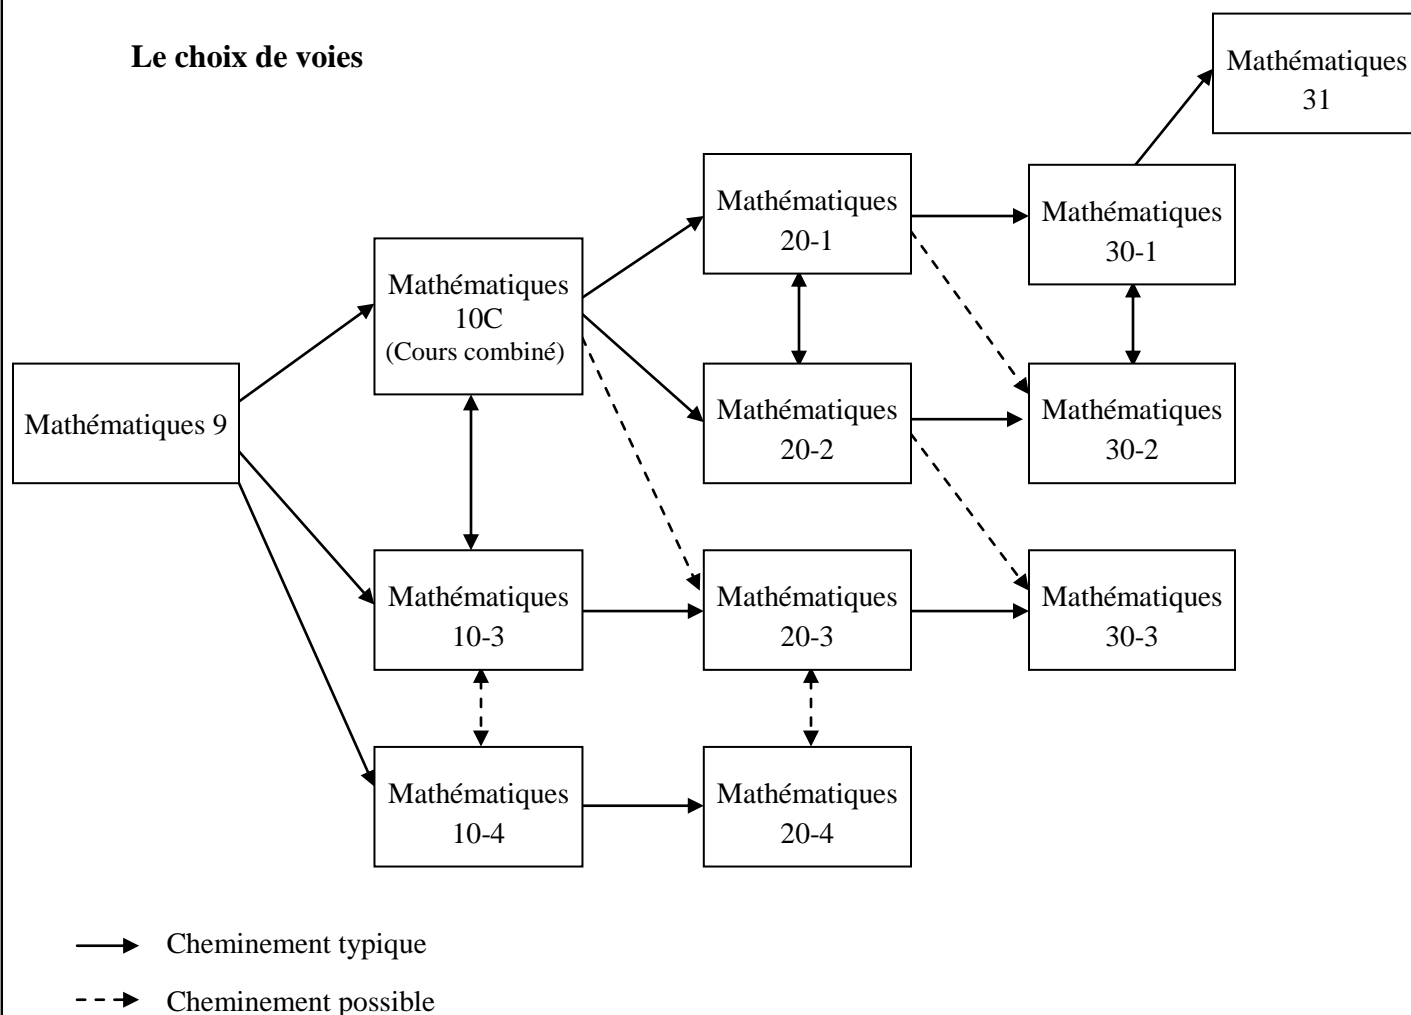 Le choix de voies
Mathématiques
31
Mathématiques
20-1
Mathématiques
30-1
Mathématiques
10C
(Cours combiné)
Mathématiques 9
Mathématiques
20-2
Mathématiques
30-2
Mathématiques
10-3
Mathématiques
20-3
Mathématiques
30-3
Mathématiques
10-4
Mathématiques
20-4
Cheminement typique
Cheminement possible